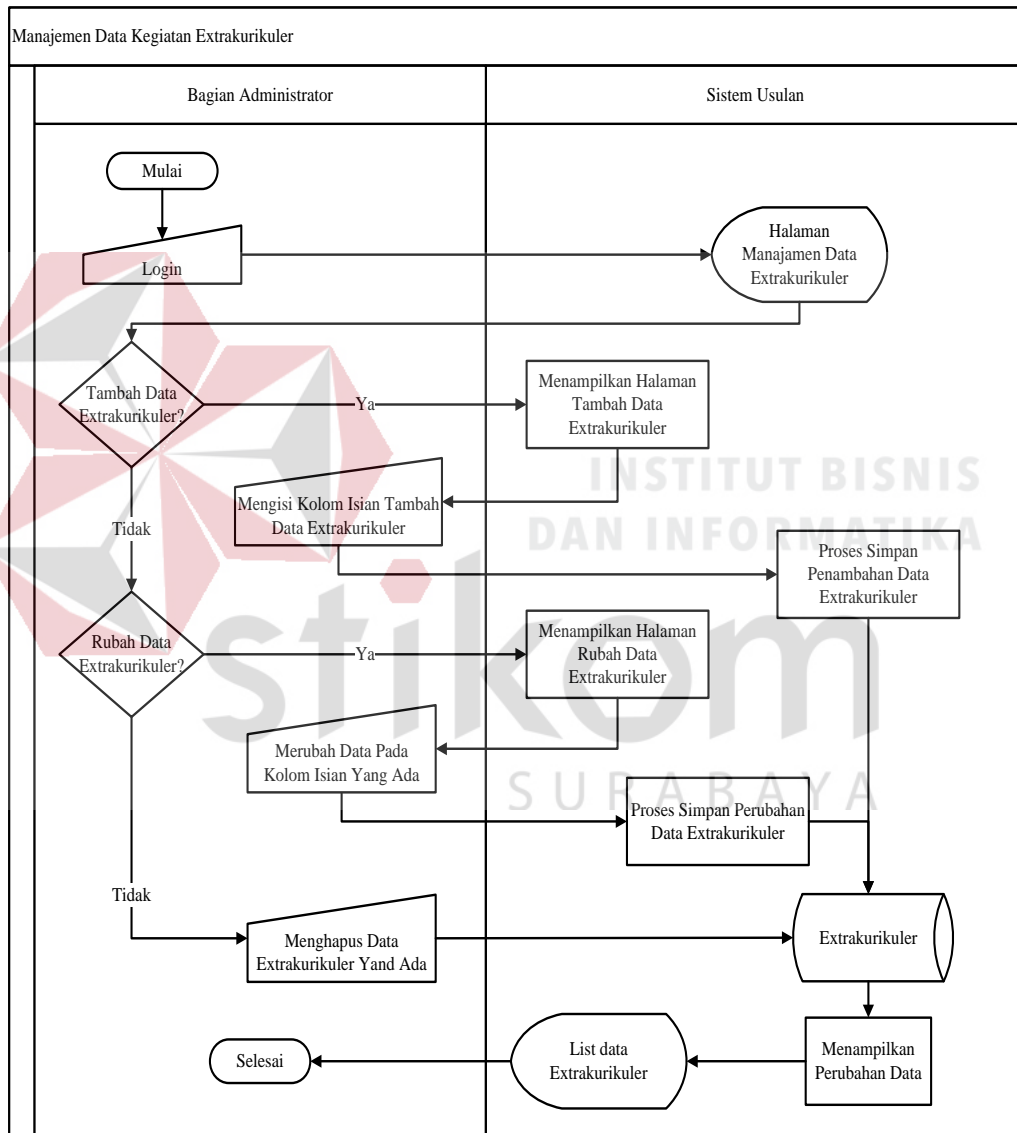 Manajemen Data Kegiatan Extrakurikuler
Bagian Administrator
Sistem Usulan
Mulai
Login
Halaman
Manajamen Data
Extrakurikuler
Tambah Data
Extrakurikuler?
Ya
Menampilkan Halaman
Tambah Data
Extrakurikuler
INSTITUT BISNIS
DAN INFORMATIKA
Mengisi Kolom Isian Tambah
Data Extrakurikuler
Tidak
Proses Simpan
Penambahan Data
Extrakurikuler
Rubah Data
Extrakurikuler?
Ya
Menampilkan Halaman
Rubah Data
Extrakurikuler
stikom
SURABAYA
Merubah Data Pada
Kolom Isian Yang Ada
Proses Simpan Perubahan
Data Extrakurikuler
Tidak
Menghapus Data
Extrakurikuler Yand Ada
Extrakurikuler
Menampilkan
Perubahan Data
List data
Extrakurikuler
Selesai